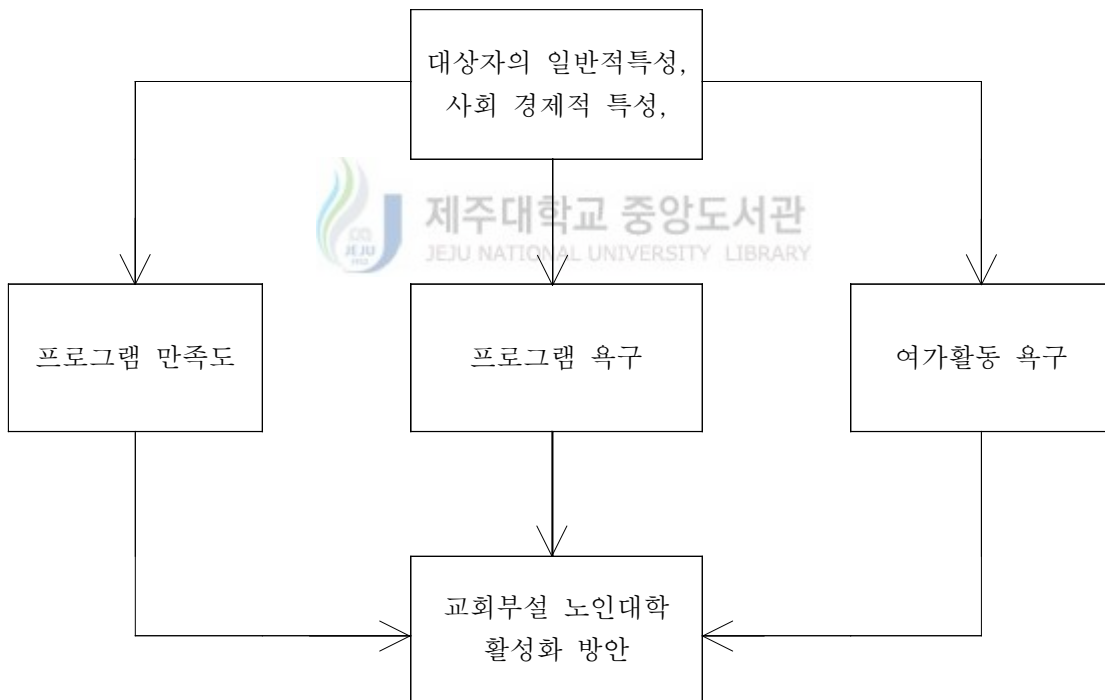 대상자의 일반적특성,
사회 경제적 특성,
제주대학교 중앙도서관
JEJU NATIONAL UNIVERSITY LIBRARY
JEJU
1952
프로그램 만족도
프로그램 욕구
여가활동 욕구
교회부설 노인대학
활성화 방안